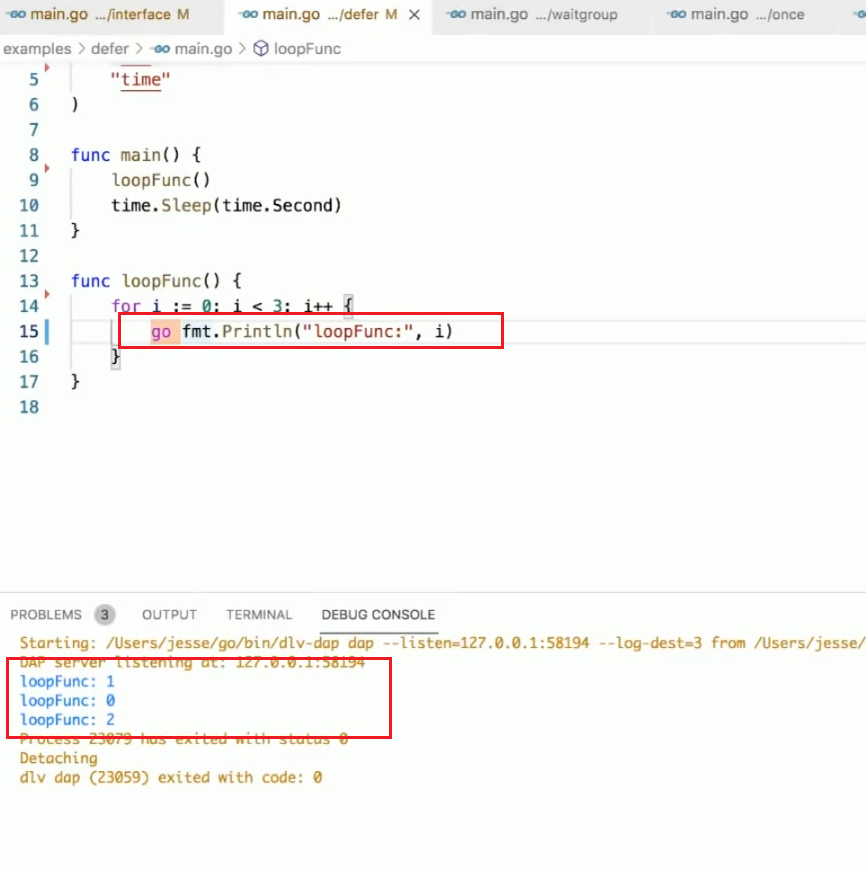 main.go .../interface M main.go .../defer M main.go .../waitgroup main.go .../once
examples > defer > main.go > loopFunc
5 "time"
6 )
7
8 func main() {
9 loopFunc()
10 time.Sleep(time.Second)
11 }
12
13 func loopFunc() {
14 for i := 0; i < 3; i++ {
15 go fmt.Println("loopFunc:", i)
16 }
17 }
18
PROBLEMS 3 OUTPUT TERMINAL DEBUG CONSOLE
Starting: /Users/jesse/go/bin/dlv-dap dap --listen=127.0.0.1:58194 --log-dest=3 from /Users/jesse/
DAP server listening at: 127.0.0.1:58194
loopFunc: 1
loopFunc: 0
loopFunc: 2
Process 23079 has exited with status 0
Detaching
dlv dap (23059) exited with code: 0